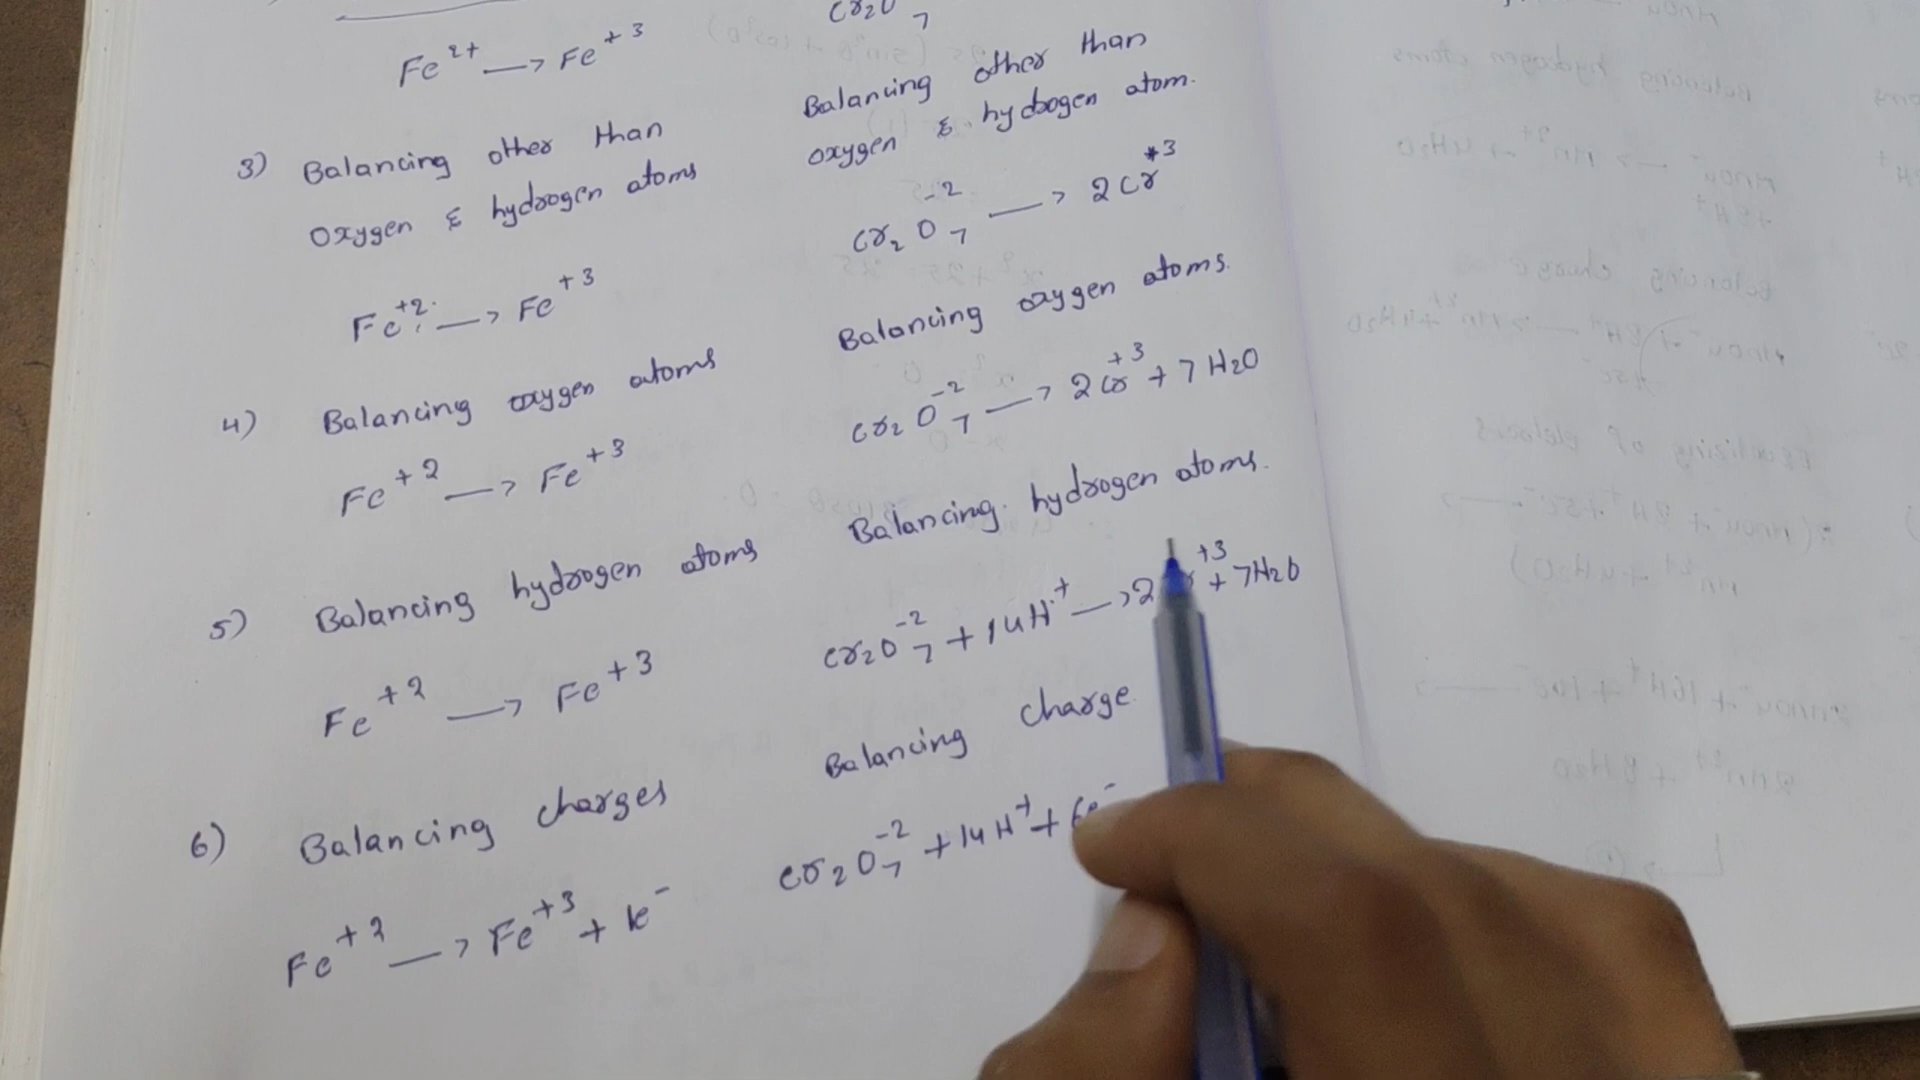 Cr2O7
Fe2+ → Fe+3
Balancing other than
oxygen & hydrogen atom.
3) Balancing other than
oxygen & hydrogen atoms
Cr2O7-2 → 2Cr+3
Fe+2 → Fe+3
Balancing oxygen atoms.
4) Balancing oxygen atoms
Cr2O7-2 → 2Cr+3 + 7H2O
Fe+2 → Fe+3
Balancing hydrogen atoms.
5) Balancing hydrogen atoms
Cr2O7-2 + 14H+ → 2 +3 + 7H2O
Fe+2 → Fe+3
Balancing charge
6) Balancing charges
Cr2O7-2 + 14H+ + 6e-
Fe+2 → Fe+3 + 1e-